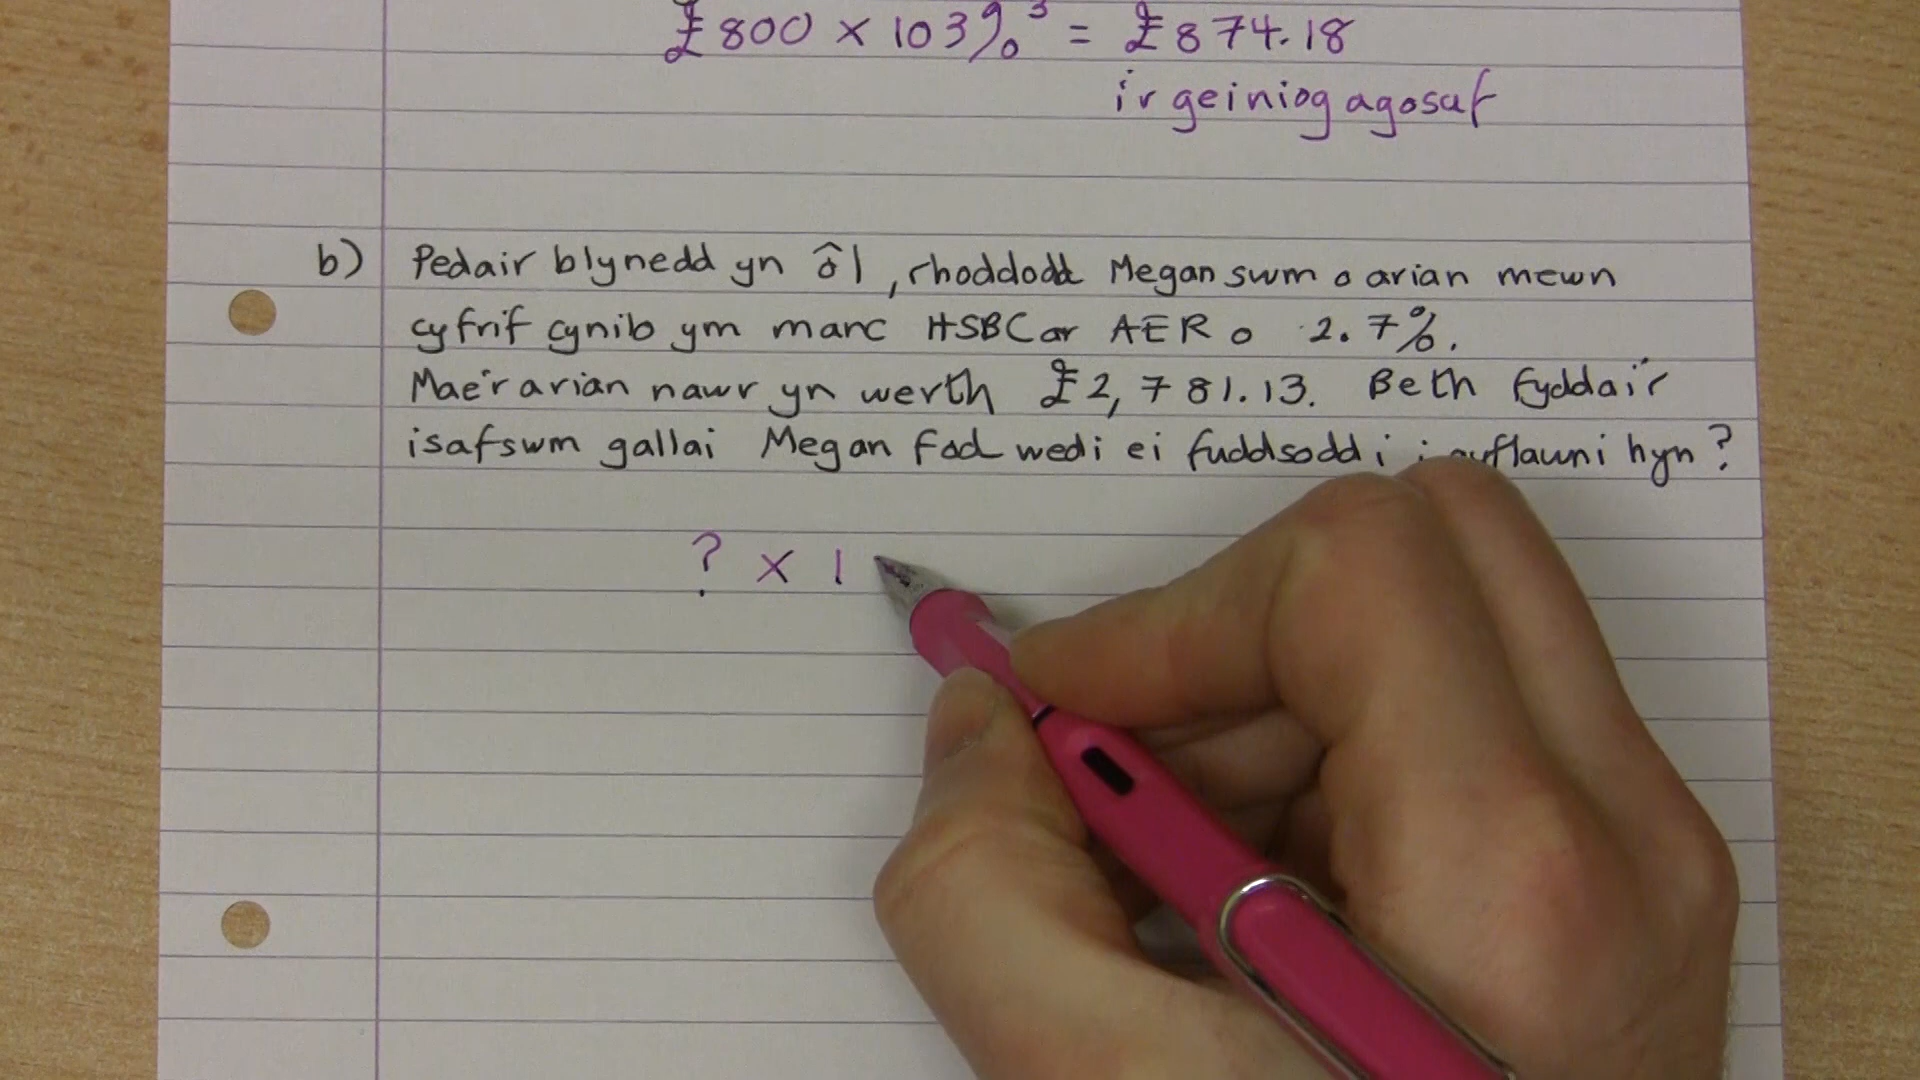 £800 × 103%³ = £874.18
i'r geiniog agosaf
b) Pedair blynedd yn ôl, rhoddodd Megan swm o arian mewn
cyfrif cynib ym manc HSBC ar AER o 2.7%.
Mae'r arian nawr yn werth £2,781.13. Beth fyddai'r
isafswm gallai Megan fod wedi ei fuddsoddi i gyflawni hyn?
? × 1